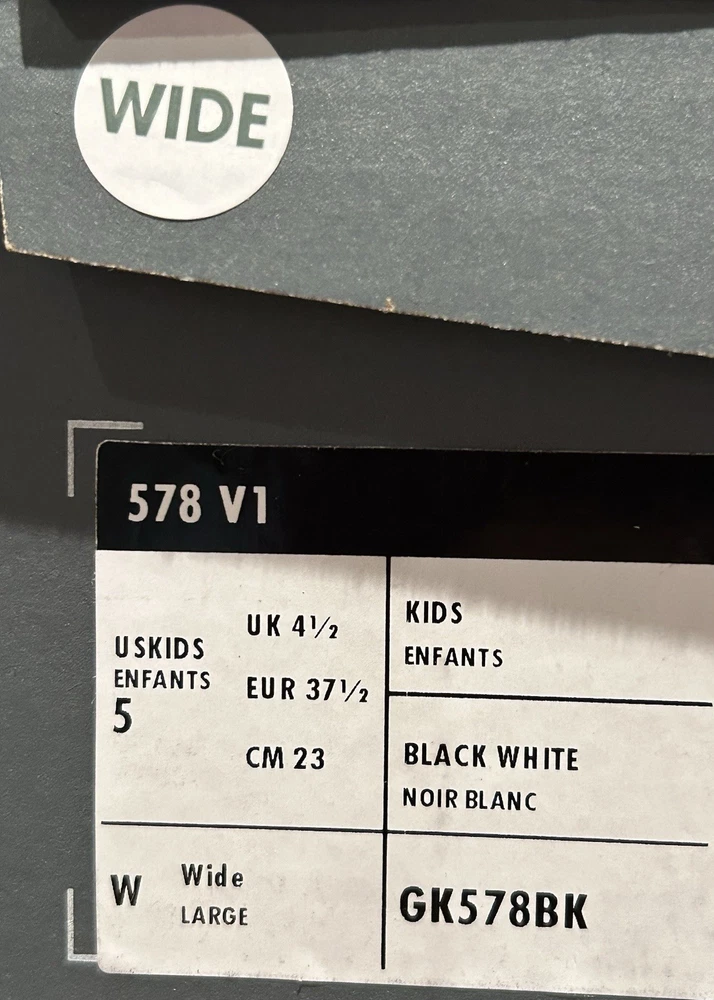 WIDE
578 V1
USKIDS
ENFANTS
5
UK 4½
EUR 37½
CM 23
KIDS
ENFANTS
BLACK WHITE
NOIR BLANC
W
Wide
LARGE
GK578BK